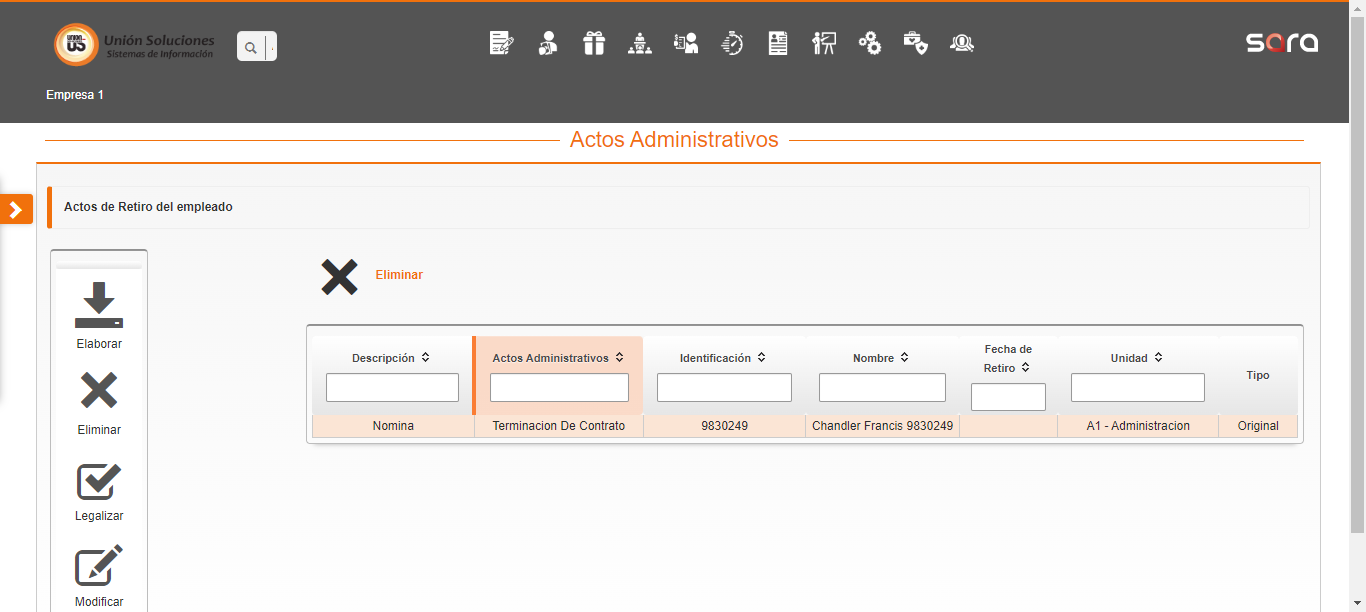 UNION
US
Unión Soluciones
Sistemas de Información
sara
Empresa 1
Actos Administrativos
Actos de Retiro del empleado
Elaborar
Eliminar
Legalizar
Modificar
Eliminar
Descripción
Actos Administrativos
Identificación
Nombre
Fecha de
Retiro
Unidad
Tipo
Nomina
Terminacion De Contrato
9830249
Chandler Francis 9830249
A1 - Administracion
Original